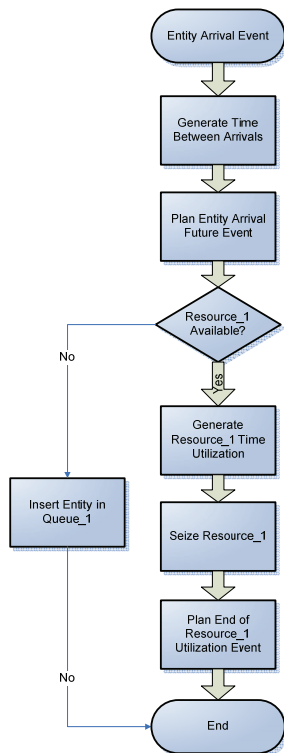 Entity Arrival Event
Generate Time
Between Arrivals
Plan Entity Arrival
Future Event
Resource_1
Available?
No
Yes
Generate
Resource_1 Time
Utilization
Insert Entity in
Queue_1
Seize Resource_1
Plan End of
Resource_1
Utilization Event
No
End